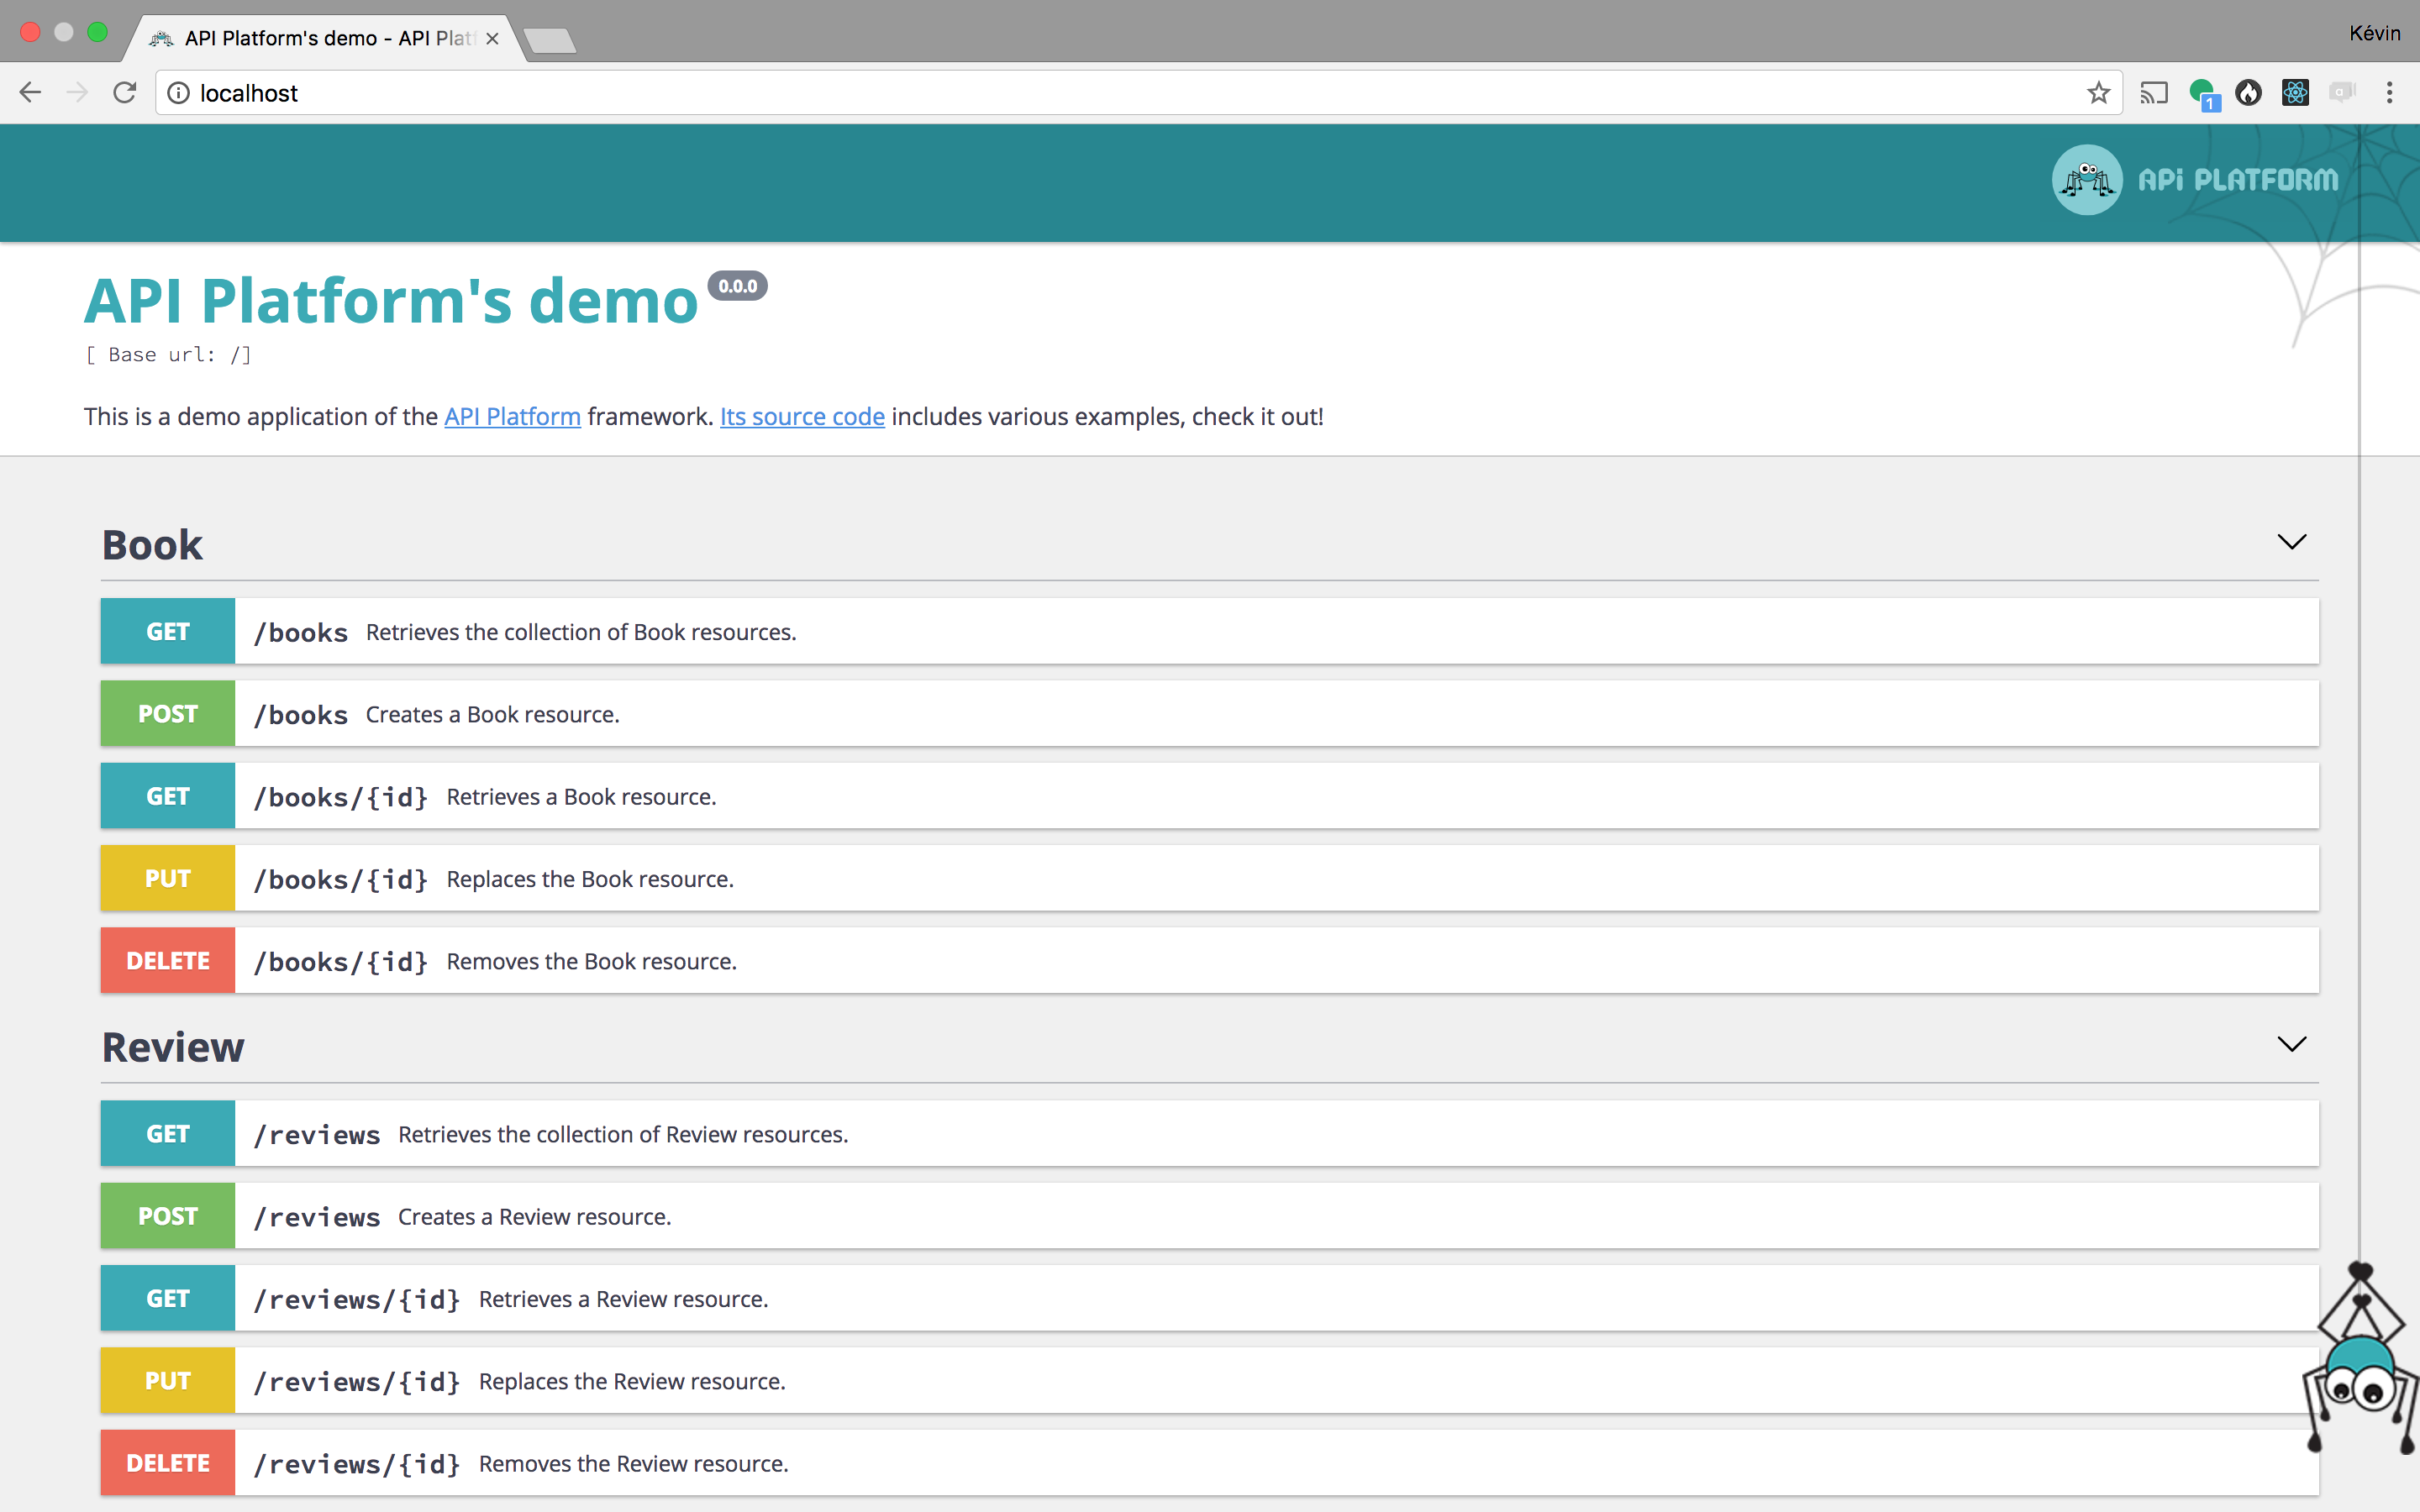 API Platform's demo - API Platf
Kévin
localhost
1
a
APi PLATFORM
API Platform's demo 0.0.0
[ Base url: /]
This is a demo application of the API Platform framework. Its source code includes various examples, check it out!
Book
GET /books Retrieves the collection of Book resources.
POST /books Creates a Book resource.
GET /books/{id} Retrieves a Book resource.
PUT /books/{id} Replaces the Book resource.
DELETE /books/{id} Removes the Book resource.
Review
GET /reviews Retrieves the collection of Review resources.
POST /reviews Creates a Review resource.
GET /reviews/{id} Retrieves a Review resource.
PUT /reviews/{id} Replaces the Review resource.
DELETE /reviews/{id} Removes the Review resource.